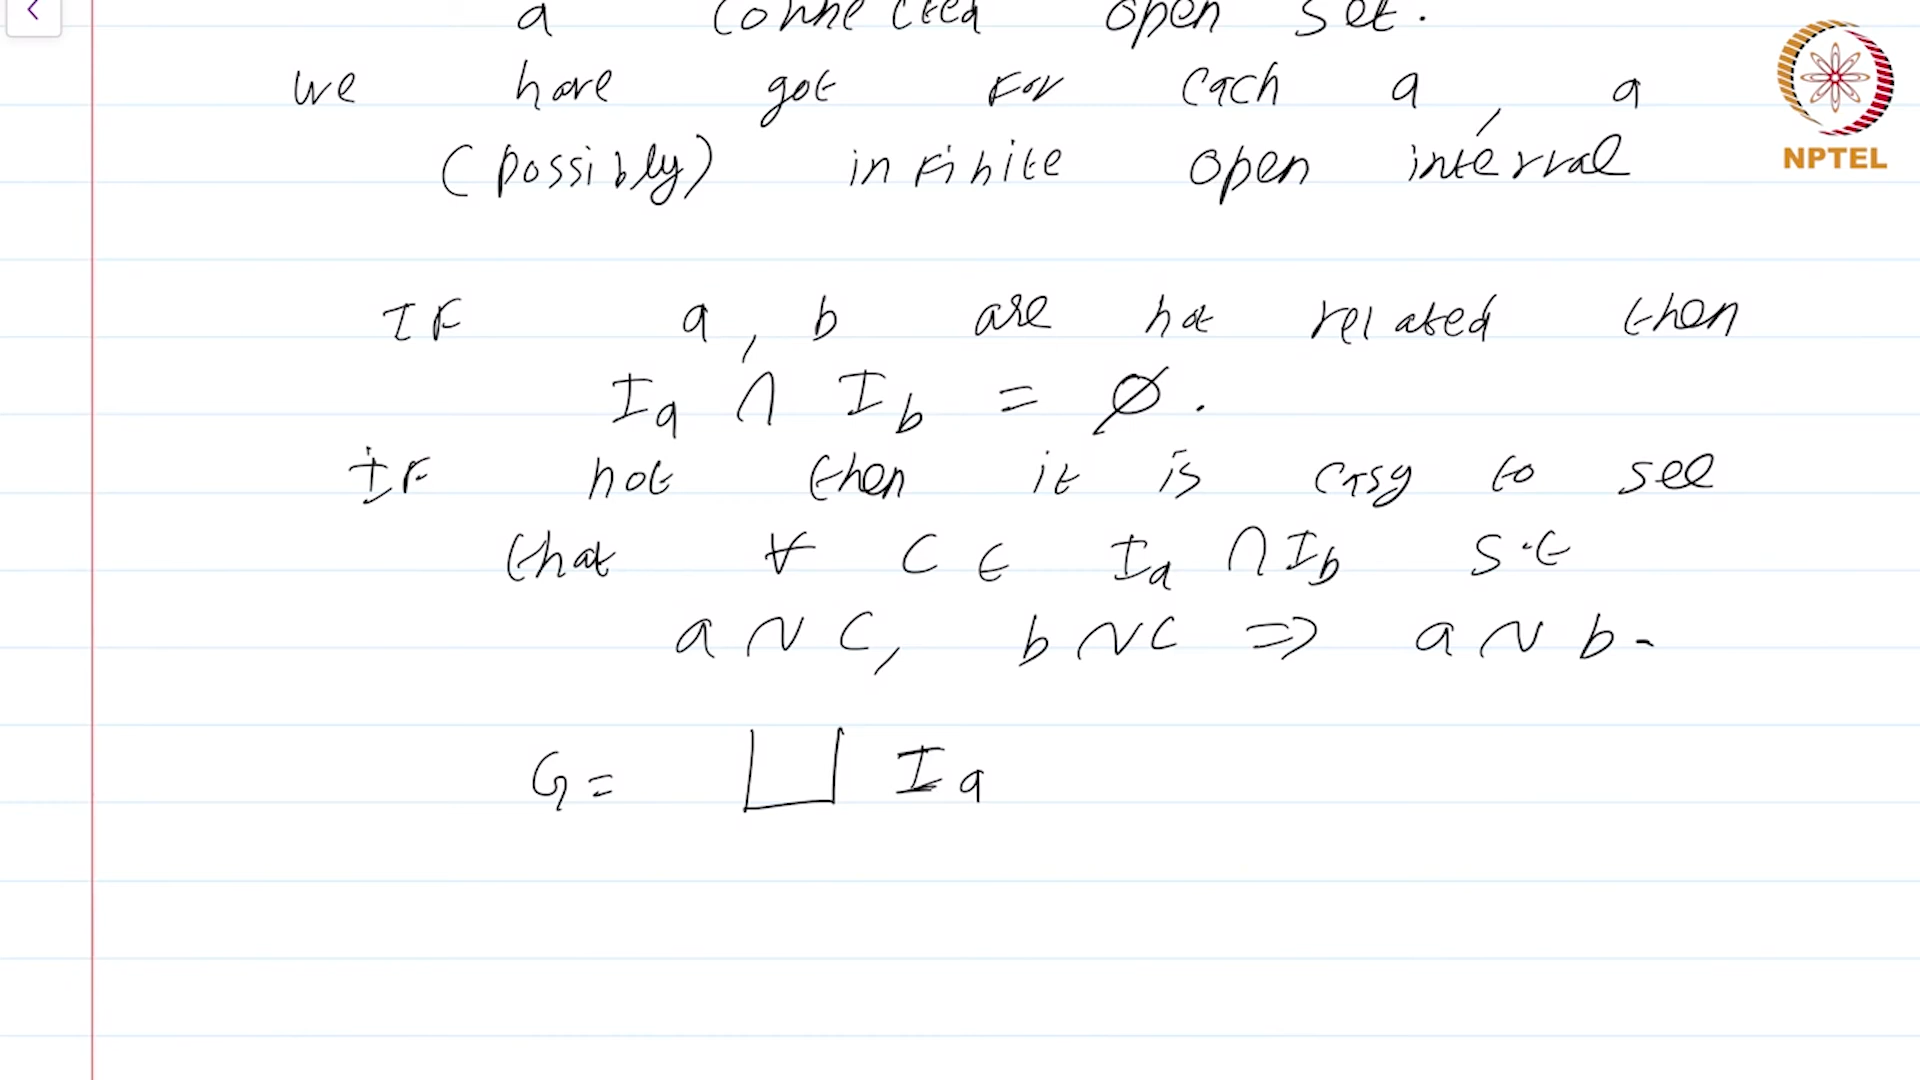 a connected open set.
we have got for each a, a
NPTEL
(possibly) infinite open interval
If a, b are not related then
I_a ∩ I_b = ∅.
If not then it is easy to see
that ∀ c ∈ I_a ∩ I_b s.t
a ~ c, b ~ c ⇒ a ~ b.
G = ⊔ I_a